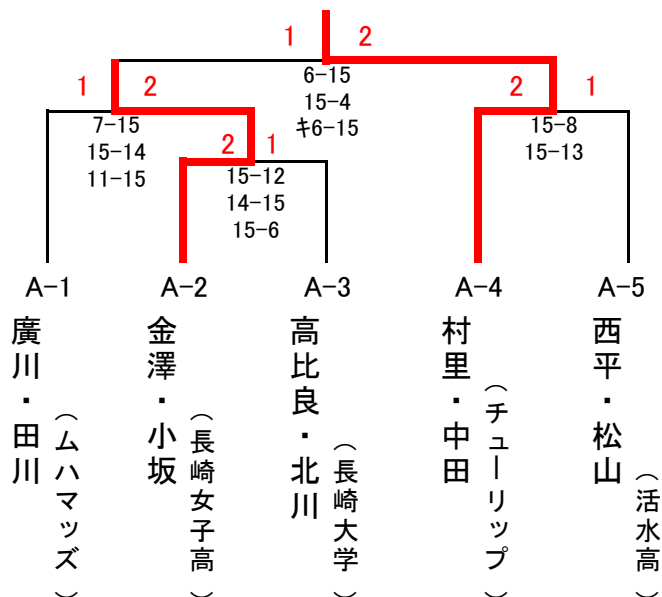 1 2
6-15
15-4
ｷ6-15
1 2
7-15
15-14
11-15
2 1
15-8
15-13
2 1
15-12
14-15
15-6
A-1
A-2
A-3
A-4
A-5
廣川・田川
（ムハマッズ）
金澤・小坂
（長崎女子高）
高比良・北川
（長崎大学）
村里・中田
（チューリップ）
西平・松山
（活水高）